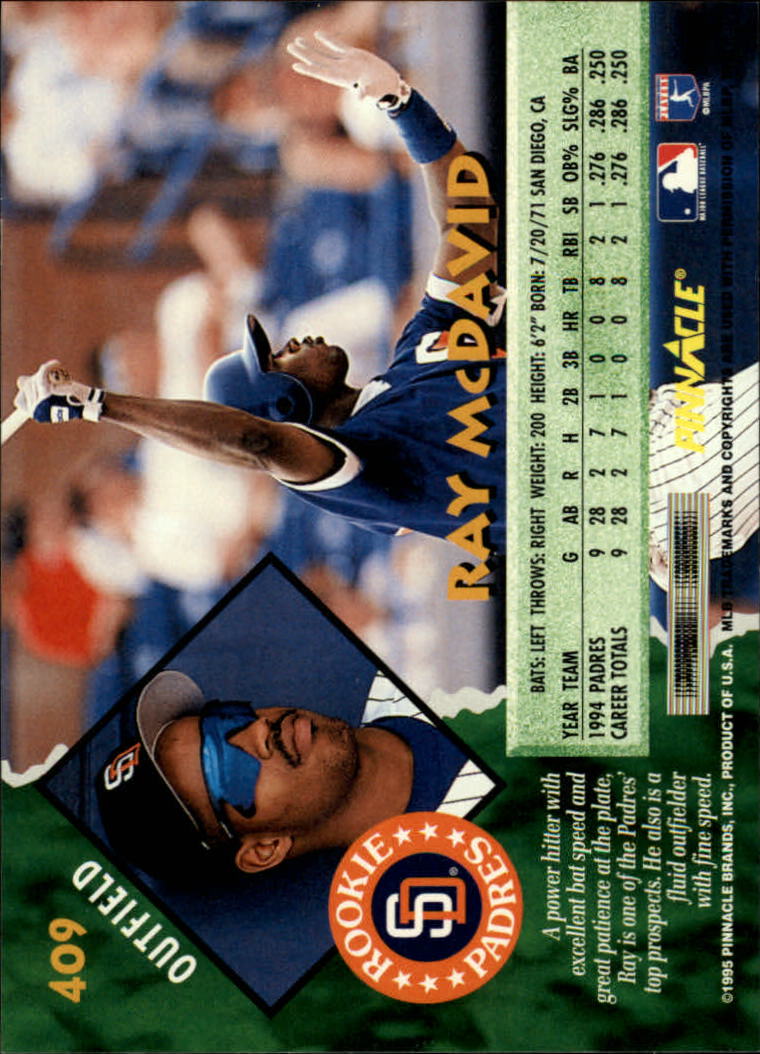 409
OUTFIELD
ROOKIE
SD
PADRES
RAY McDAVID
BATS: LEFT THROWS: RIGHT WEIGHT: 200 HEIGHT: 6'2" BORN: 7/20/71 SAN DIEGO, CA
YEAR TEAM G AB R H 2B 3B HR TB RBI SB OB% SLG% BA
1994 PADRES 9 28 2 7 1 0 0 8 2 1 .276 .286 .250
CAREER TOTALS 9 28 2 7 1 0 0 8 2 1 .276 .286 .250
A power hitter with
excellent bat speed and
great patience at the plate,
Ray is one of the Padres'
top prospects. He also is a
fluid outfielder
with fine speed.
PINNACLE®
PLAYERS
©MLBPA
MAJOR LEAGUE BASEBALL
©1995 PINNACLE BRANDS, INC., PRODUCT OF U.S.A. MLB TRADEMARKS AND COPYRIGHTS ARE USED WITH PERMISSION OF